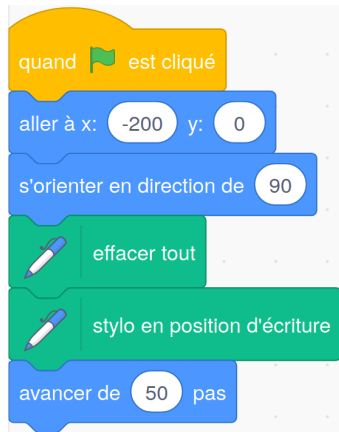 quand est cliqué
aller à x: -200 y: 0
s'orienter en direction de 90
effacer tout
stylo en position d'écriture
avancer de 50 pas